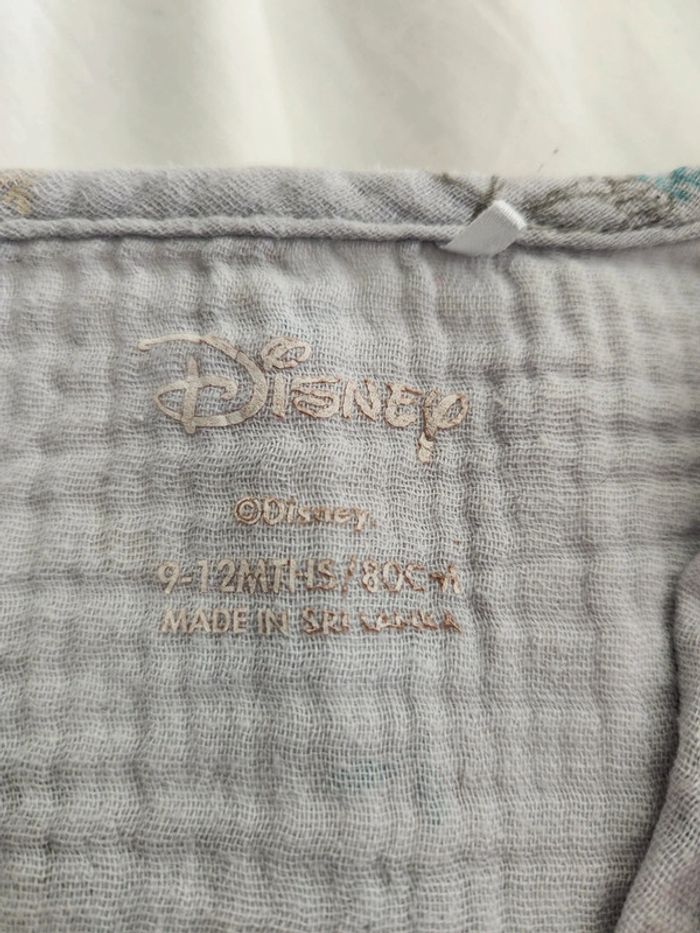 Disney
©Disney.
9-12MTHS/80CM
MADE IN SRI LANKA